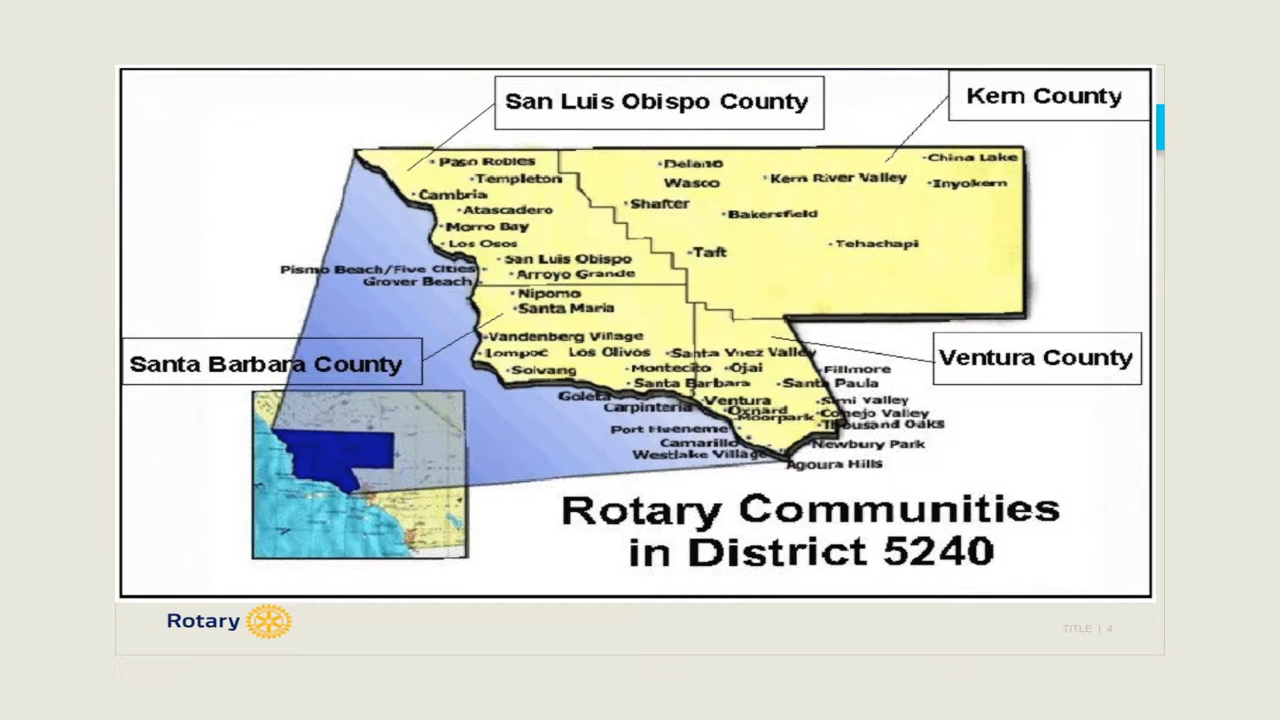 San Luis Obispo County
Kern County
Paso Robles
Templeton
Cambria
Atascadero
Morro Bay
Los Osos
San Luis Obispo
Pismo Beach/Five Cities
Arroyo Grande
Grover Beach
Delano
Wasco
Shafter
Kern River Valley
China Lake
Inyokern
Bakersfield
Tehachapi
Taft
Nipomo
Santa Maria
Vandenberg Village
Lompoc
Los Olivos
Santa Ynez Valley
Solvang
Montecito
Ojai
Santa Barbara
Santa Paula
Fillmore
Santa Barbara County
Ventura County
Goleta
Carpinteria
Ventura
Oxnard
Moorpark
Simi Valley
Conejo Valley
Thousand Oaks
Port Hueneme
Camarillo
Westlake Village
Newbury Park
Agoura Hills
Rotary Communities
in District 5240
Rotary
TITLE | 4